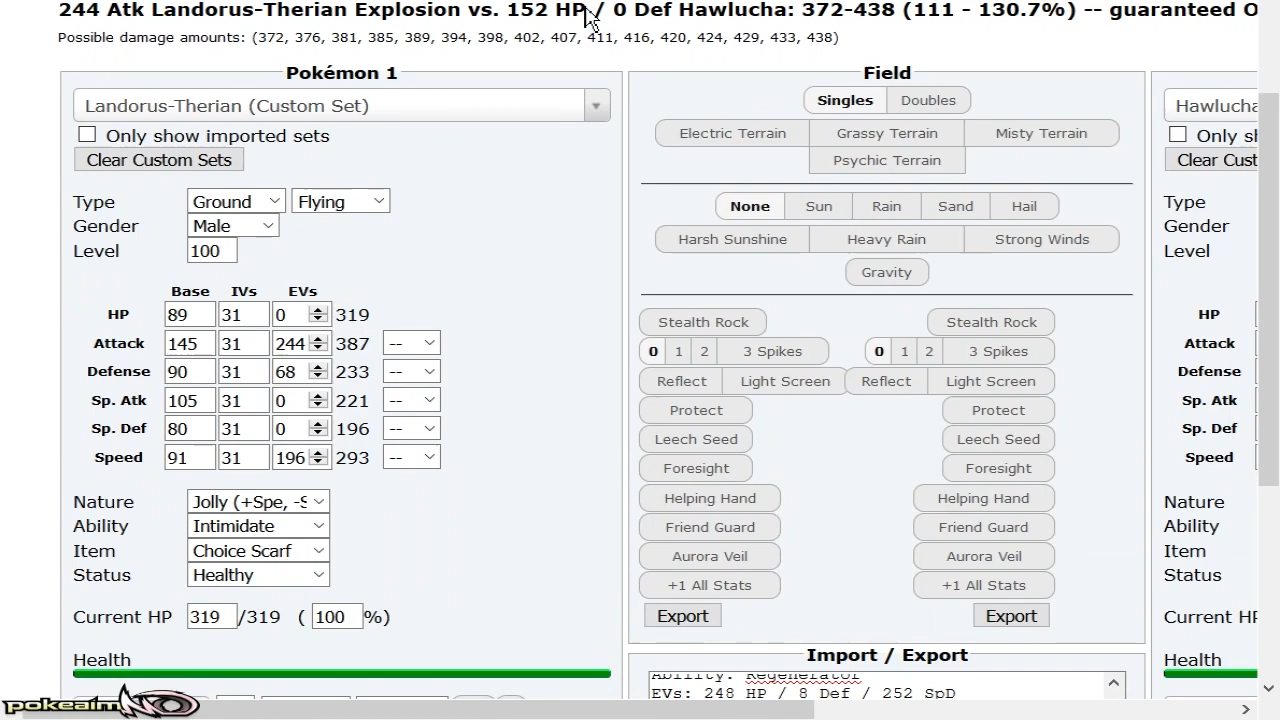 244 Atk Landorus-Therian Explosion vs. 152 HP / 0 Def Hawlucha: 372-438 (111 - 130.7%) -- guaranteed O
Possible damage amounts: (372, 376, 381, 385, 389, 394, 398, 402, 407, 411, 416, 420, 424, 429, 433, 438)
Pokémon 1
Landorus-Therian (Custom Set)
Only show imported sets
Clear Custom Sets
Type Ground Flying
Gender Male
Level 100
Base IVs EVs
HP 89 31 0 319
Attack 145 31 244 387 --
Defense 90 31 68 233 --
Sp. Atk 105 31 0 221 --
Sp. Def 80 31 0 196 --
Speed 91 31 196 293 --
Nature Jolly (+Spe, -S
Ability Intimidate
Item Choice Scarf
Status Healthy
Current HP 319 /319 ( 100 %)
Health
Field
Singles Doubles
Electric Terrain Grassy Terrain Misty Terrain
Psychic Terrain
None Sun Rain Sand Hail
Harsh Sunshine Heavy Rain Strong Winds
Gravity
Stealth Rock Stealth Rock
0 1 2 3 Spikes 0 1 2 3 Spikes
Reflect Light Screen Reflect Light Screen
Protect Protect
Leech Seed Leech Seed
Foresight Foresight
Helping Hand Helping Hand
Friend Guard Friend Guard
Aurora Veil Aurora Veil
+1 All Stats +1 All Stats
Export Export
Import / Export
Ability: Regenerator
EVs: 248 HP / 8 Def / 252 SpD
Hawlucha
Only sh
Clear Cust
Type
Gender
Level
HP
Attack
Defense
Sp. Atk
Sp. Def
Speed
Nature
Ability
Item
Status
Current HP
Health
pokeaim